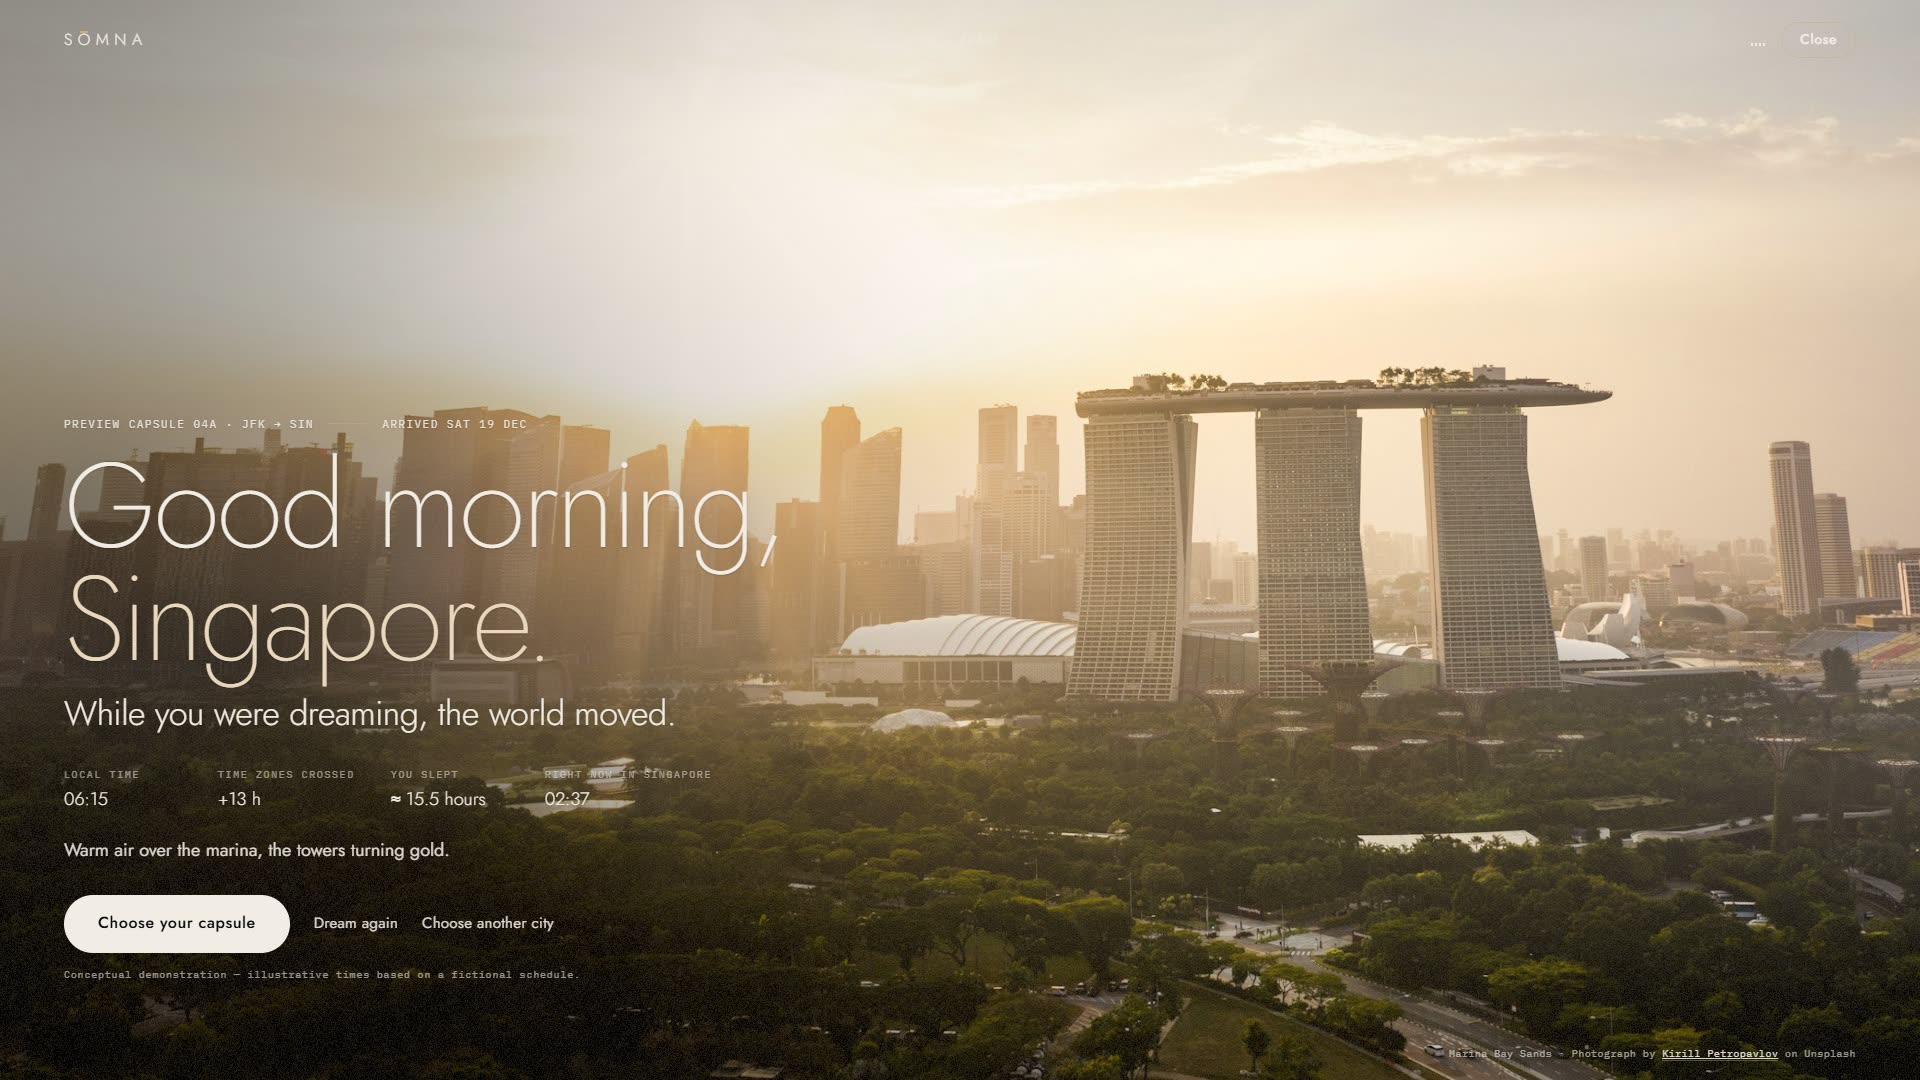 SŌMNA
Close
PREVIEW CAPSULE 04A · JFK → SIN ARRIVED SAT 19 DEC
Good morning,
Singapore.
While you were dreaming, the world moved.
LOCAL TIME TIME ZONES CROSSED YOU SLEPT RIGHT NOW IN SINGAPORE
06:15 +13 h ≈ 15.5 hours 02:37
Warm air over the marina, the towers turning gold.
Choose your capsule Dream again Choose another city
Conceptual demonstration — illustrative times based on a fictional schedule.
Marina Bay Sands - Photograph by Kirill Petropavlov on Unsplash